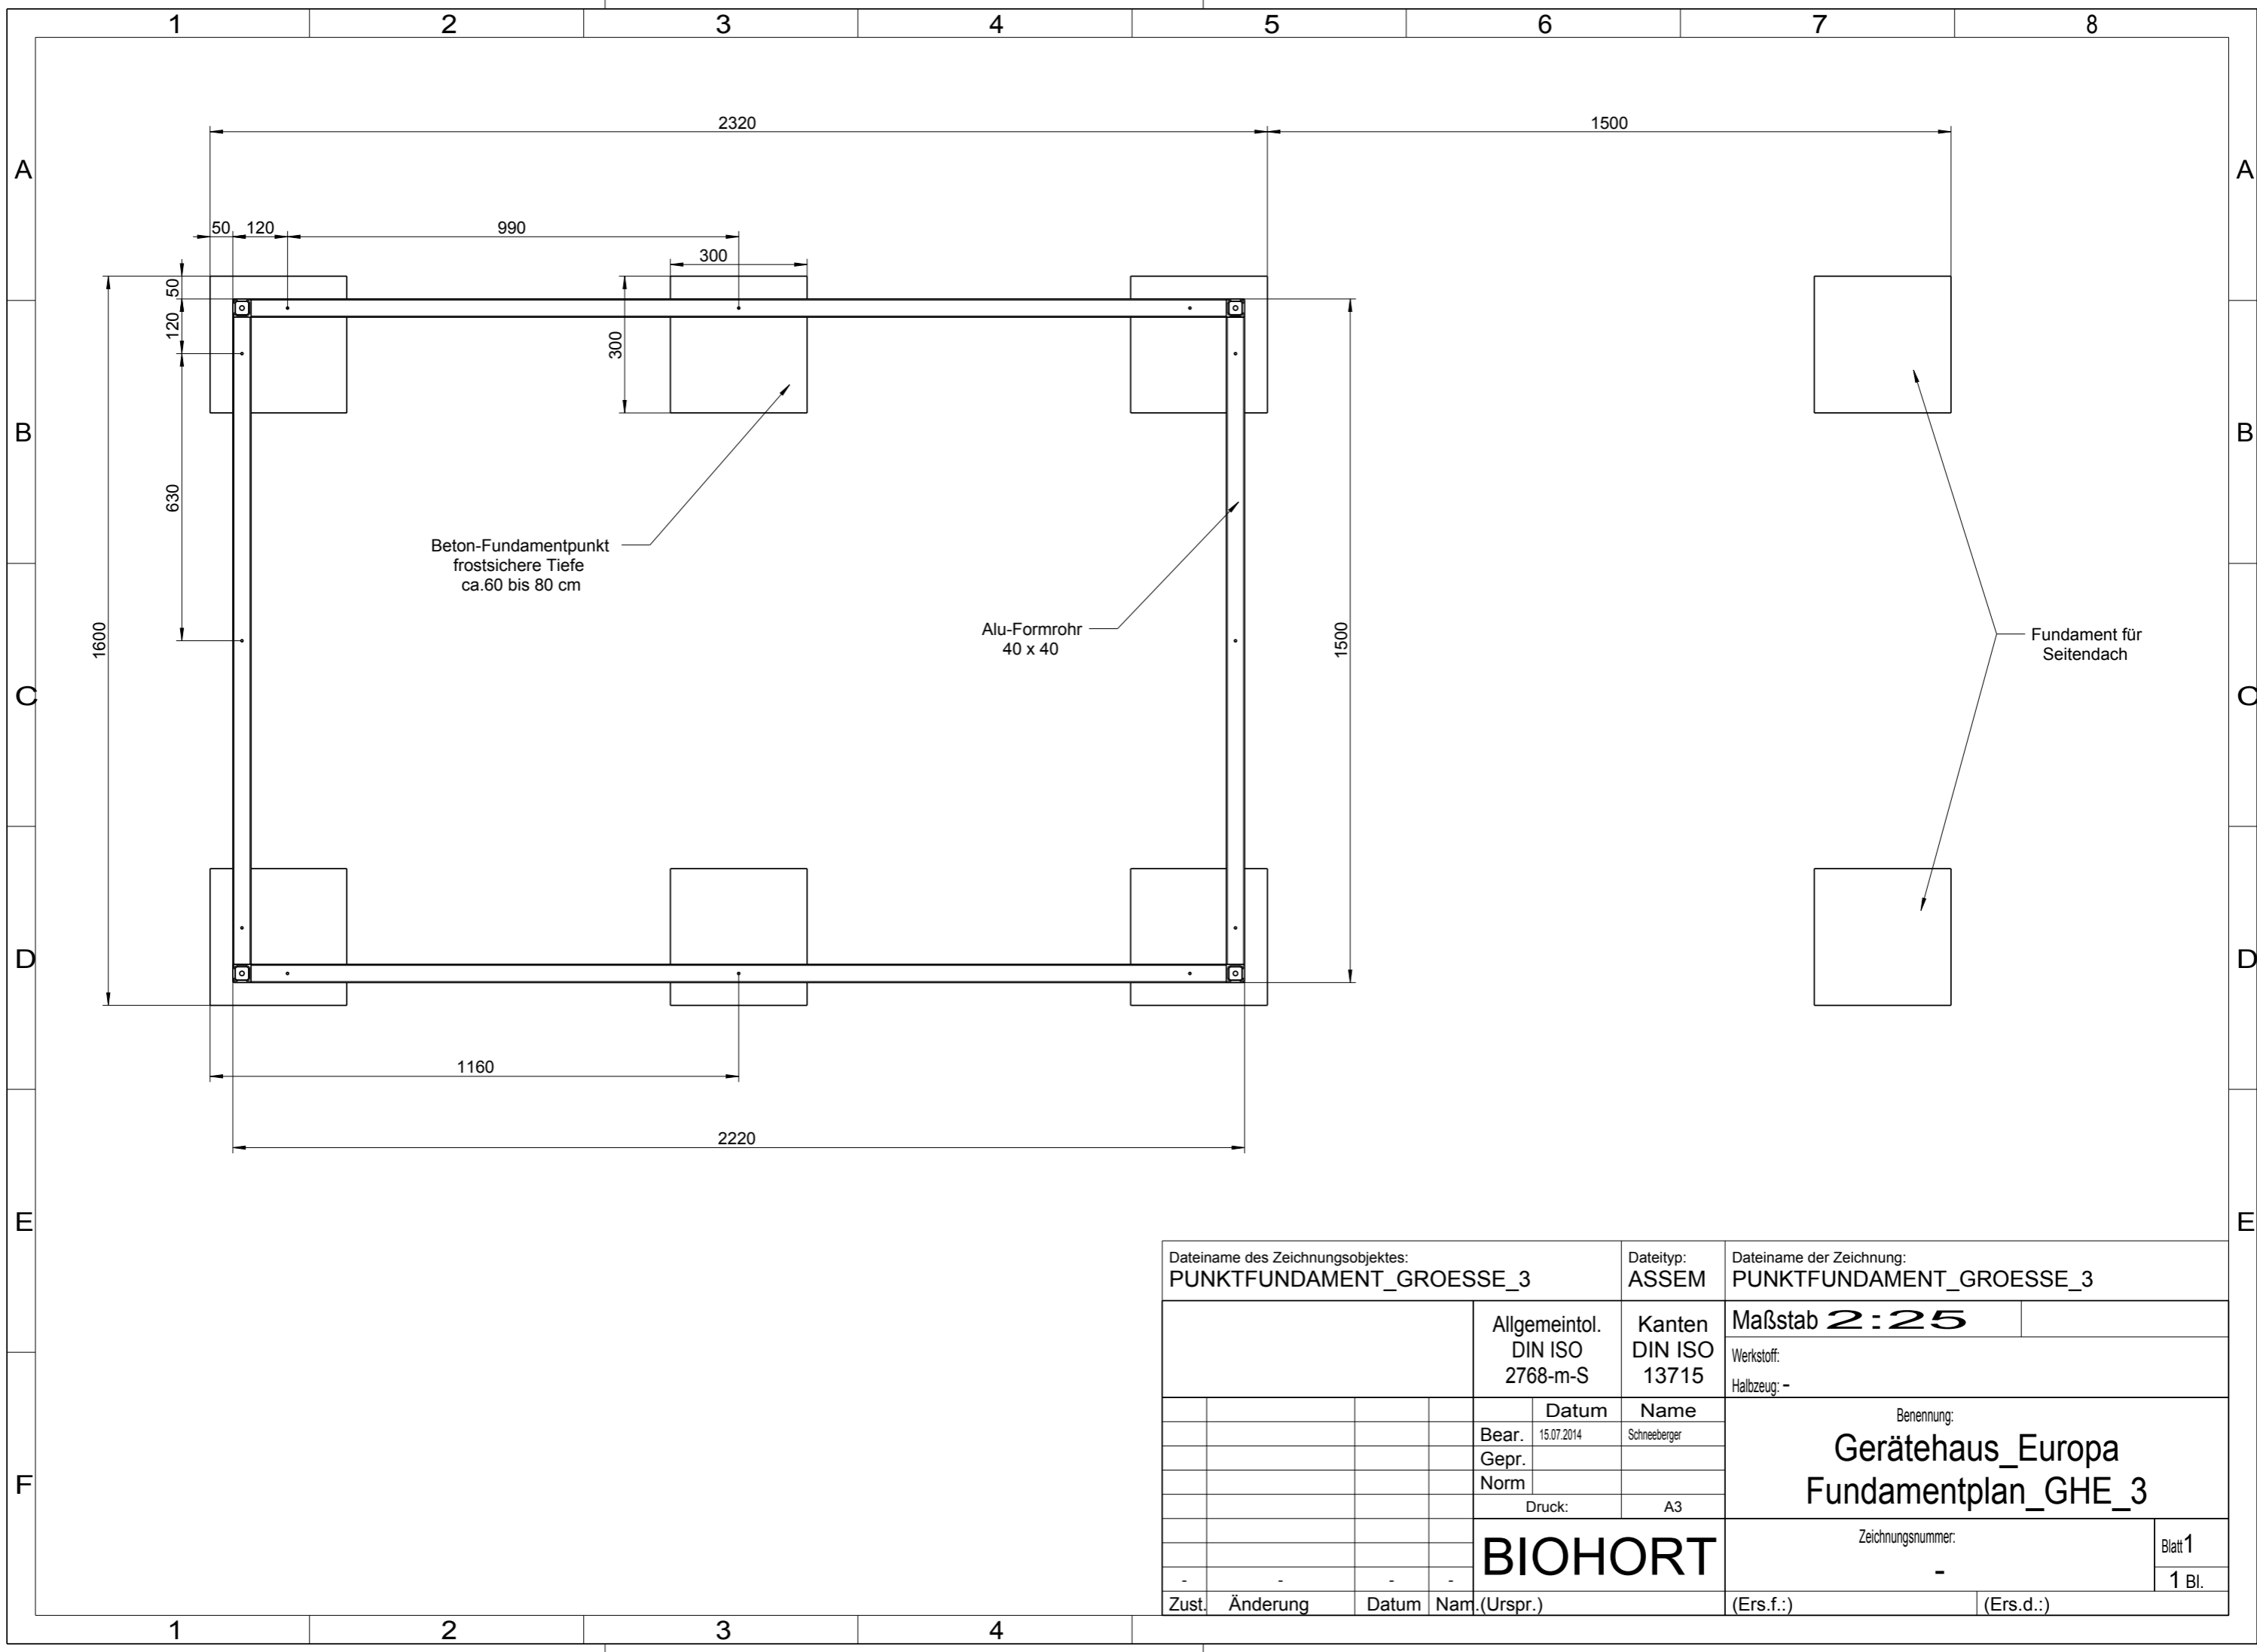 1 2 3 4 5 6 7 8
2320 1500
A A
50 120 990
300
50
120
300
B B
630
Beton-Fundamentpunkt
frostsichere Tiefe
ca.60 bis 80 cm
1600
Alu-Formrohr
40 x 40
1500
Fundament für
Seitendach
C C
D D
1160
2220
E E
Dateiname des Zeichnungsobjektes: Dateityp: Dateiname der Zeichnung:
PUNKTFUNDAMENT_GROESSE_3 ASSEM PUNKTFUNDAMENT_GROESSE_3
Allgemeintol.
DIN ISO
2768-m-S
Kanten
DIN ISO
13715
Maßstab 2:25
Werkstoff:
Halbzeug: -
Datum Name
Bear. 15.07.2014 Schneeberger
Gepr.
Norm
Druck: A3
Benennung:
Gerätehaus_Europa
Fundamentplan_GHE_3
F
BIOHORT
Zeichnungsnummer:
-
Blatt 1
1 Bl.
- - - -
Zust. Änderung Datum Nam. (Urspr.) (Ers.f.:) (Ers.d.:)
1 2 3 4